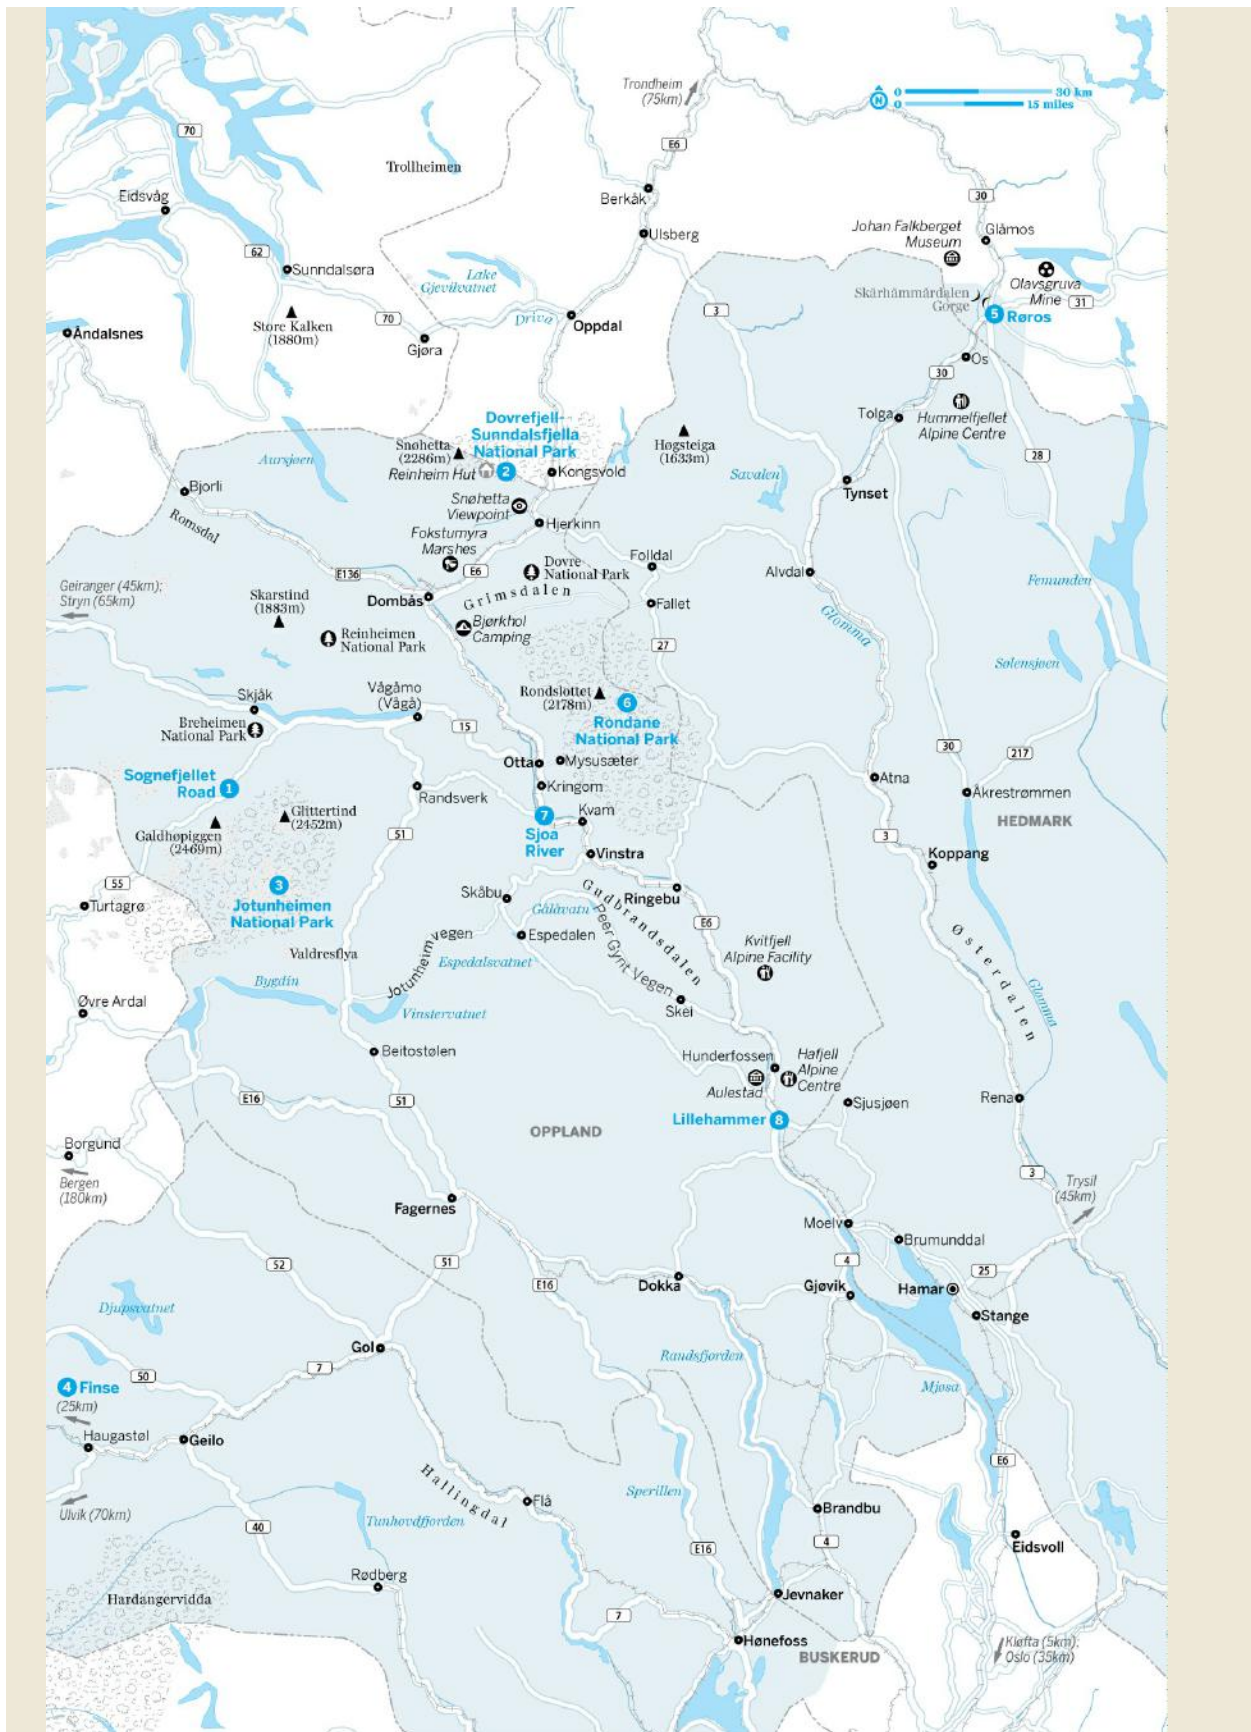 Trondheim
(75km)
0 30 km
N
0 15 miles
70
Trollheimen
E6
Eidsvåg
Berkåk
30
Johan Falkberget
Museum
Glåmos
Ulsberg
62
Sunndalsøra
Lake
Gjevilvatnet
Olavsgruva
Mine
Skårhåmmårdalen
Gorge
31
3
Store Kalken
(1880m)
70
Driva
Oppdal
5 Røros
Åndalsnes
Gjøra
Os
30
Tolga
Hummelfjellet
Alpine Centre
Dovrefjell-
Sunndalsfjella
National Park
2
Snøhetta
(2286m)
Reinheim Hut
Kongsvold
Høgsteiga
(1633m)
28
Aursjøen
Savalen
Bjorli
Tynset
Snøhetta
Viewpoint
Romsdal
Hjerkinn
Fokstumyra
Marshes
Folldal
Dovre
National Park
E136
E6
Alvdal
Geiranger (45km);
Stryn (65km)
Femunden
Skarstind
(1883m)
Dombås
Grimsdalen
Fallet
Glomma
Bjørkhol
Camping
Reinheimen
National Park
27
Sølensjøen
Skjåk
Vågåmo
(Vågå)
Rondslottet
(2178m)
6
Rondane
National Park
Breheimen
National Park
15
30
217
Otta
Mysusæter
Sognefjellet
Road
1
Randsverk
Kringom
Atna
Åkrestrømmen
Glittertind
(2452m)
7
Sjoa
River
Kvam
HEDMARK
Galdhøpiggen
(2469m)
51
3
Vinstra
Koppang
55
3
Jotunheimen
National Park
Skåbu
Ringebu
Turtagrø
Gålåvatn
Gudbrandsdalen
E6
Espedalen
Peer Gynt Vegen
Kvitfjell
Alpine Facility
Østerdalen
Valdresflya
Jotunheimvegen
Espedalsvatnet
Bygdin
Glomma
Øvre Ardal
Vinstervatnet
Skei
Beitostølen
Hunderfossen
Hafjell
Alpine
Centre
Aulestad
E16
51
Sjusjøen
Rena
Lillehammer 8
OPPLAND
Borgund
Bergen
(180km)
3
Trysil
(45km)
Fagernes
Moelv
Brumunddal
52
51
E16
Dokka
4
Gjøvik
Hamar
25
Stange
Djupsvatnet
Gol
Randsfjorden
7
4 Finse
(25km)
50
Mjøsa
Haugastøl
Geilo
E6
Hallingdal
Sperillen
Ulvik (70km)
Flå
Brandbu
Tunhovdfjorden
40
E16
4
Eidsvoll
Rødberg
Hardangervidda
Jevnaker
7
Hønefoss
BUSKERUD
Kløfta (5km);
Oslo (35km)